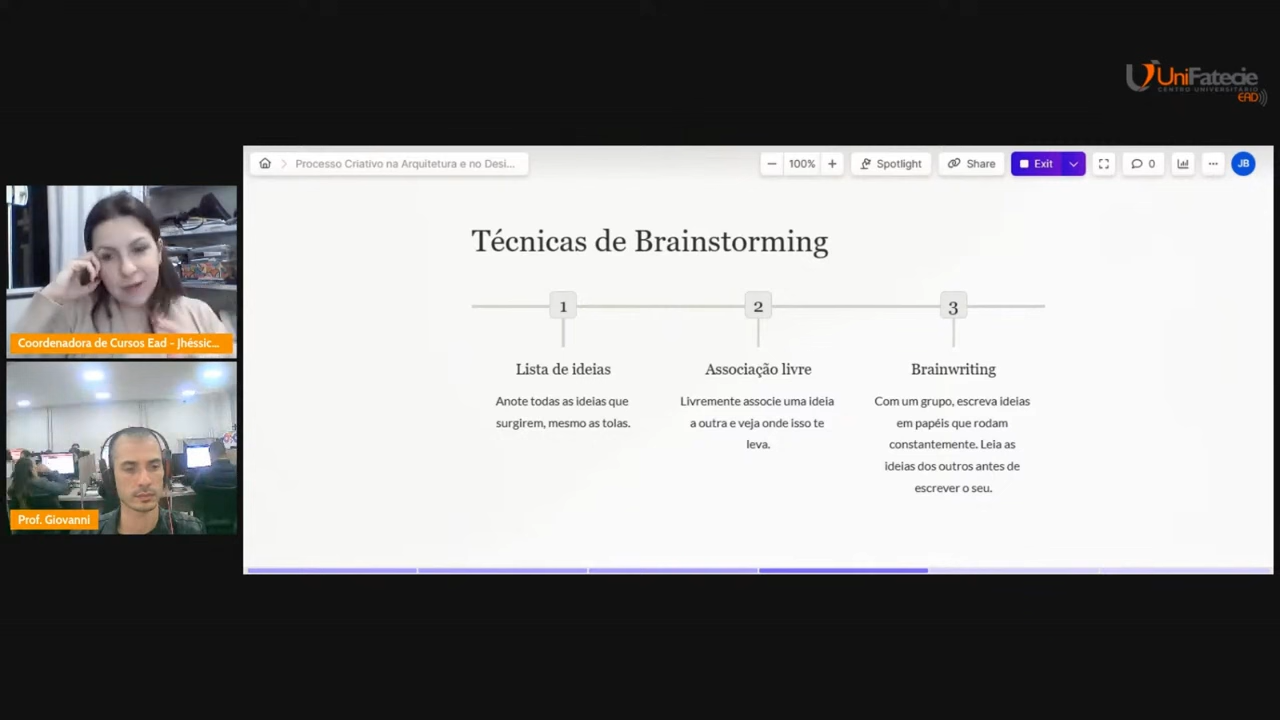 UniFatecie
CENTRO UNIVERSITÁRIO
EAD
Processo Criativo na Arquitetura e no Desi...
100%
Spotlight
Share
Exit
0
JB
Técnicas de Brainstorming
1
2
3
Lista de ideias
Anote todas as ideias que
surgirem, mesmo as tolas.
Associação livre
Livremente associe uma ideia
a outra e veja onde isso te
leva.
Brainwriting
Com um grupo, escreva ideias
em papéis que rodam
constantemente. Leia as
ideias dos outros antes de
escrever o seu.
Coordenadora de Cursos Ead - Jhéssic...
Prof. Giovanni